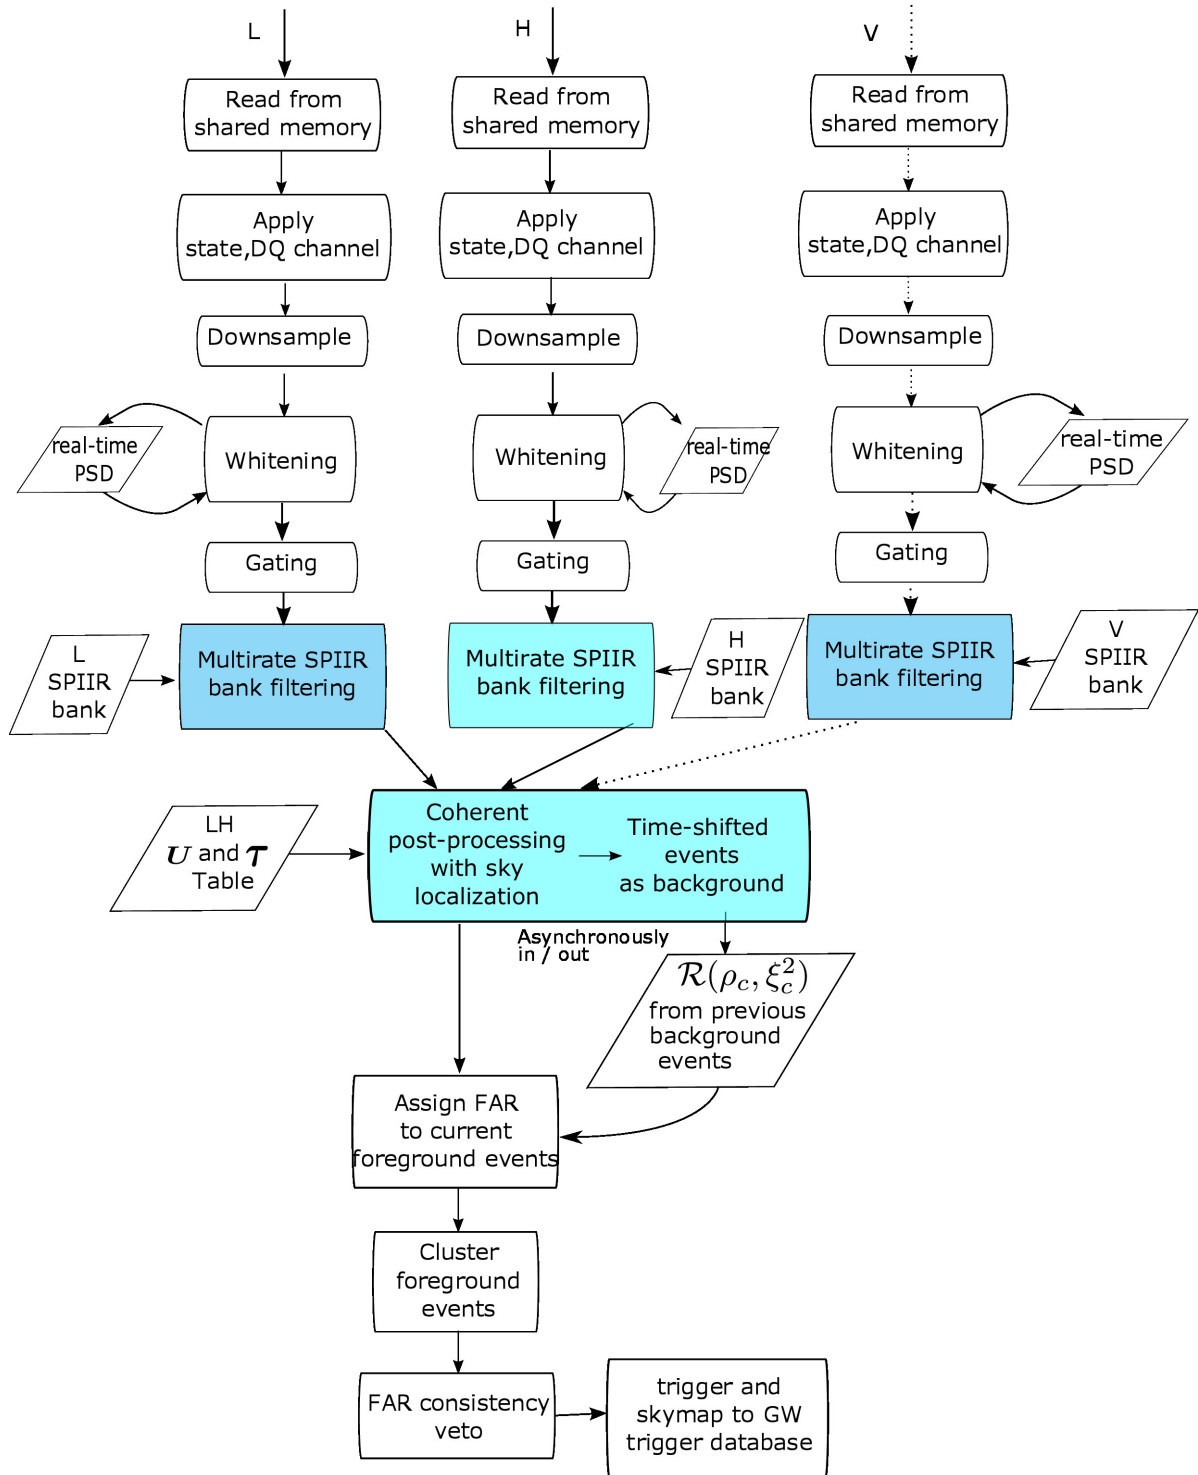 L
H
V
Read from
shared memory
Read from
shared memory
Read from
shared memory
Apply
state,DQ channel
Apply
state,DQ channel
Apply
state,DQ channel
Downsample
Downsample
Downsample
real-time
PSD
Whitening
Whitening
real-time
PSD
Whitening
real-time
PSD
Gating
Gating
Gating
L
SPIIR
bank
Multirate SPIIR
bank filtering
Multirate SPIIR
bank filtering
H
SPIIR
bank
Multirate SPIIR
bank filtering
V
SPIIR
bank
LH
U and τ
Table
Coherent
post-processing
with sky
localization
Time-shifted
events
as background
Asynchronously
in / out
R(ρ_c, ξ_c^2)
from previous
background
events
Assign FAR
to current
foreground events
Cluster
foreground
events
FAR consistency
veto
trigger and
skymap to GW
trigger database